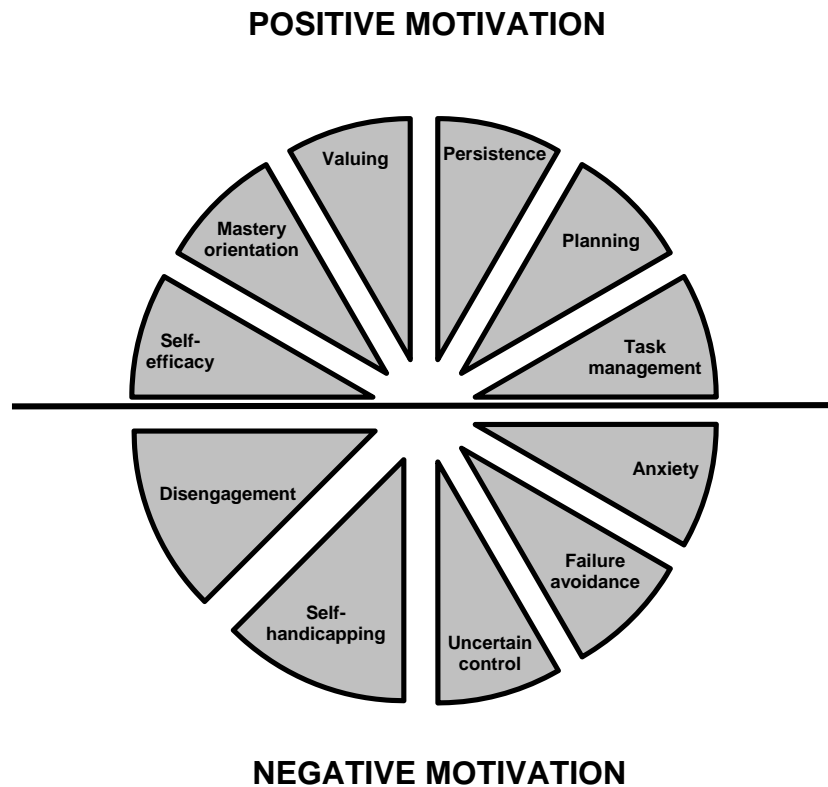 POSITIVE MOTIVATION
Valuing
Persistence
Mastery
orientation
Planning
Self-
efficacy
Task
management
Disengagement
Anxiety
Self-
handicapping
Failure
avoidance
Uncertain
control
NEGATIVE MOTIVATION